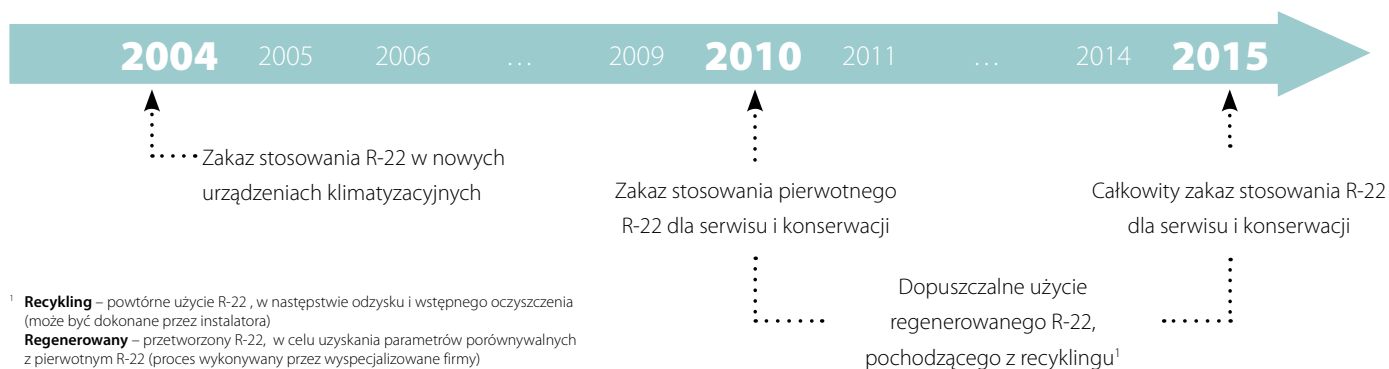 2004 2005 2006 ... 2009 2010 2011 ... 2014 2015
Zakaz stosowania R-22 w nowych
urządzeniach klimatyzacyjnych
Zakaz stosowania pierwotnego
R-22 dla serwisu i konserwacji
Całkowity zakaz stosowania R-22
dla serwisu i konserwacji
Dopuszczalne użycie
regenerowanego R-22,
pochodzącego z recyklingu¹
¹ Recykling – powtórne użycie R-22 , w następstwie odzysku i wstępnego oczyszczenia
(może być dokonane przez instalatora)
Regenerowany – przetworzony R-22, w celu uzyskania parametrów porównywalnych
z pierwotnym R-22 (proces wykonywany przez wyspecjalizowane firmy)